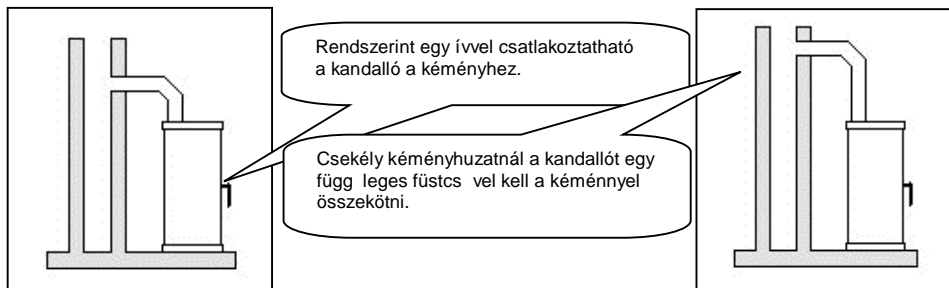 Rendszerint egy ívvel csatlakoztatható
a kandalló a kéményhez.
Csekély kéményhuzatnál a kandallót egy
függ leges füstcs vel kell a kéménnyel
összekötni.